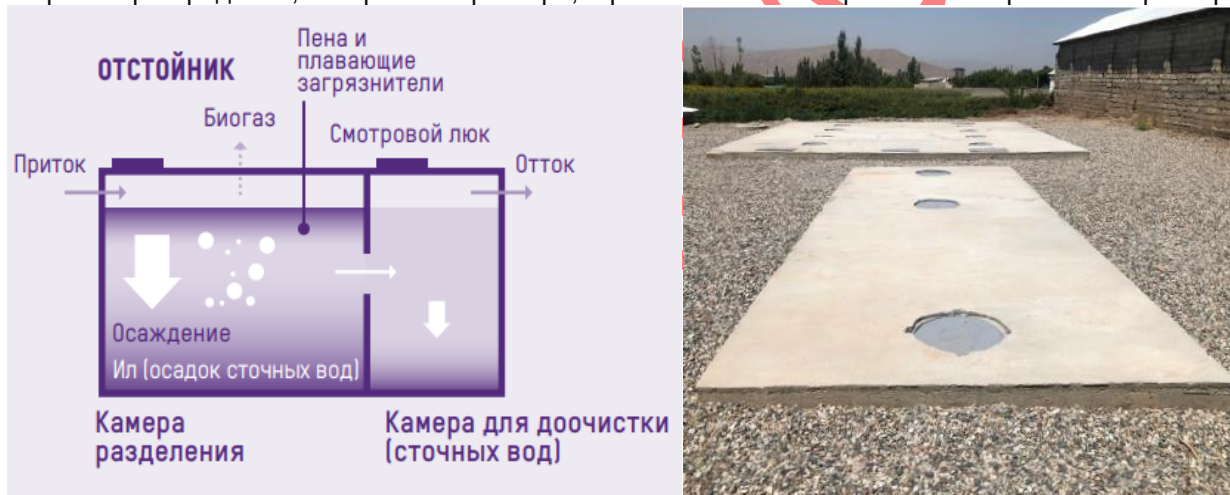 ОТСТОЙНИК
Пена и
плавающие
загрязнители
Биогаз
Смотровой люк
Приток
Отток
Осаждение
Ил (осадок сточных вод)
Камера
разделения
Камера для доочистки
(сточных вод)